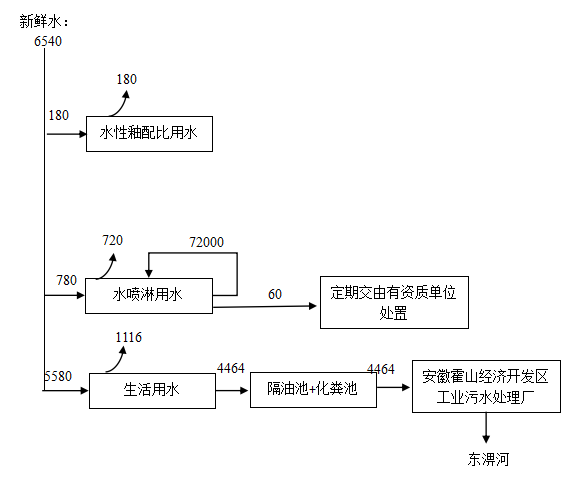 新鲜水：
6540
180
180
水性釉配比用水
720
72000
780
水喷淋用水
60
定期交由有资质单位
处置
1116
5580
生活用水
4464
隔油池+化粪池
4464
安徽霍山经济开发区
工业污水处理厂
东淠河